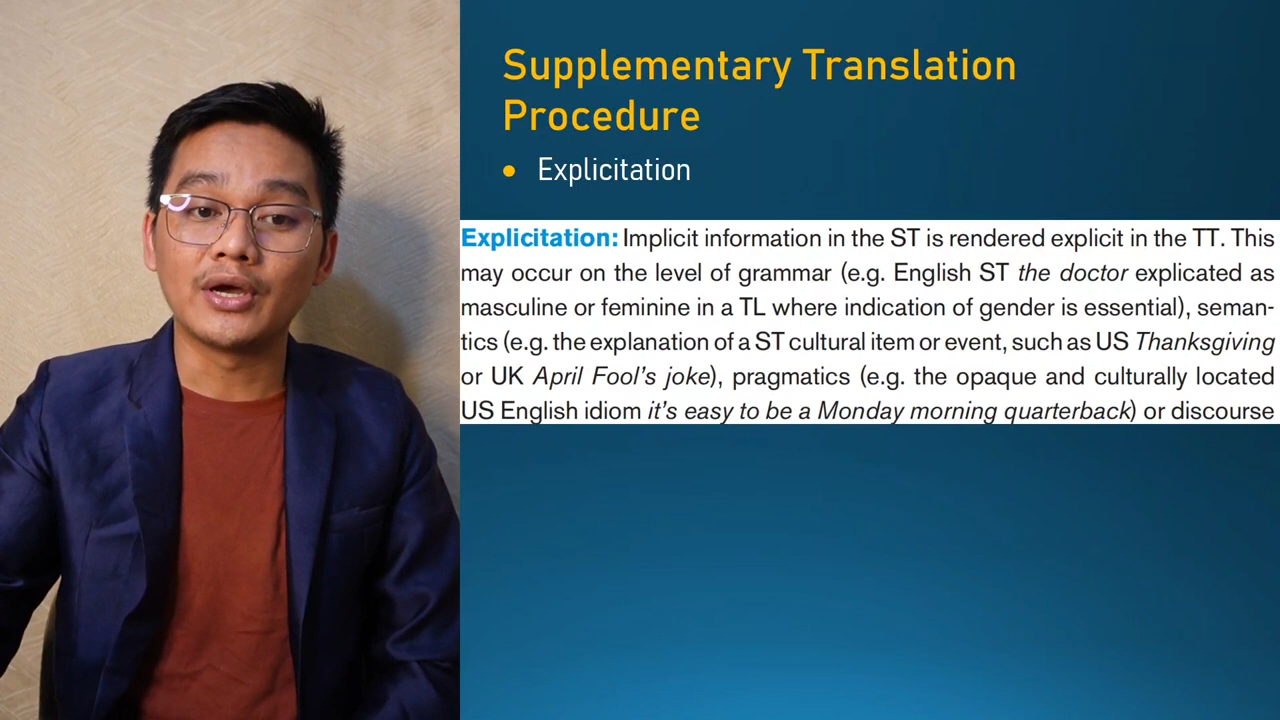 Supplementary Translation
Procedure
• Explicitation
Explicitation: Implicit information in the ST is rendered explicit in the TT. This
may occur on the level of grammar (e.g. English ST the doctor explicated as
masculine or feminine in a TL where indication of gender is essential), seman-
tics (e.g. the explanation of a ST cultural item or event, such as US Thanksgiving
or UK April Fool's joke), pragmatics (e.g. the opaque and culturally located
US English idiom it's easy to be a Monday morning quarterback) or discourse